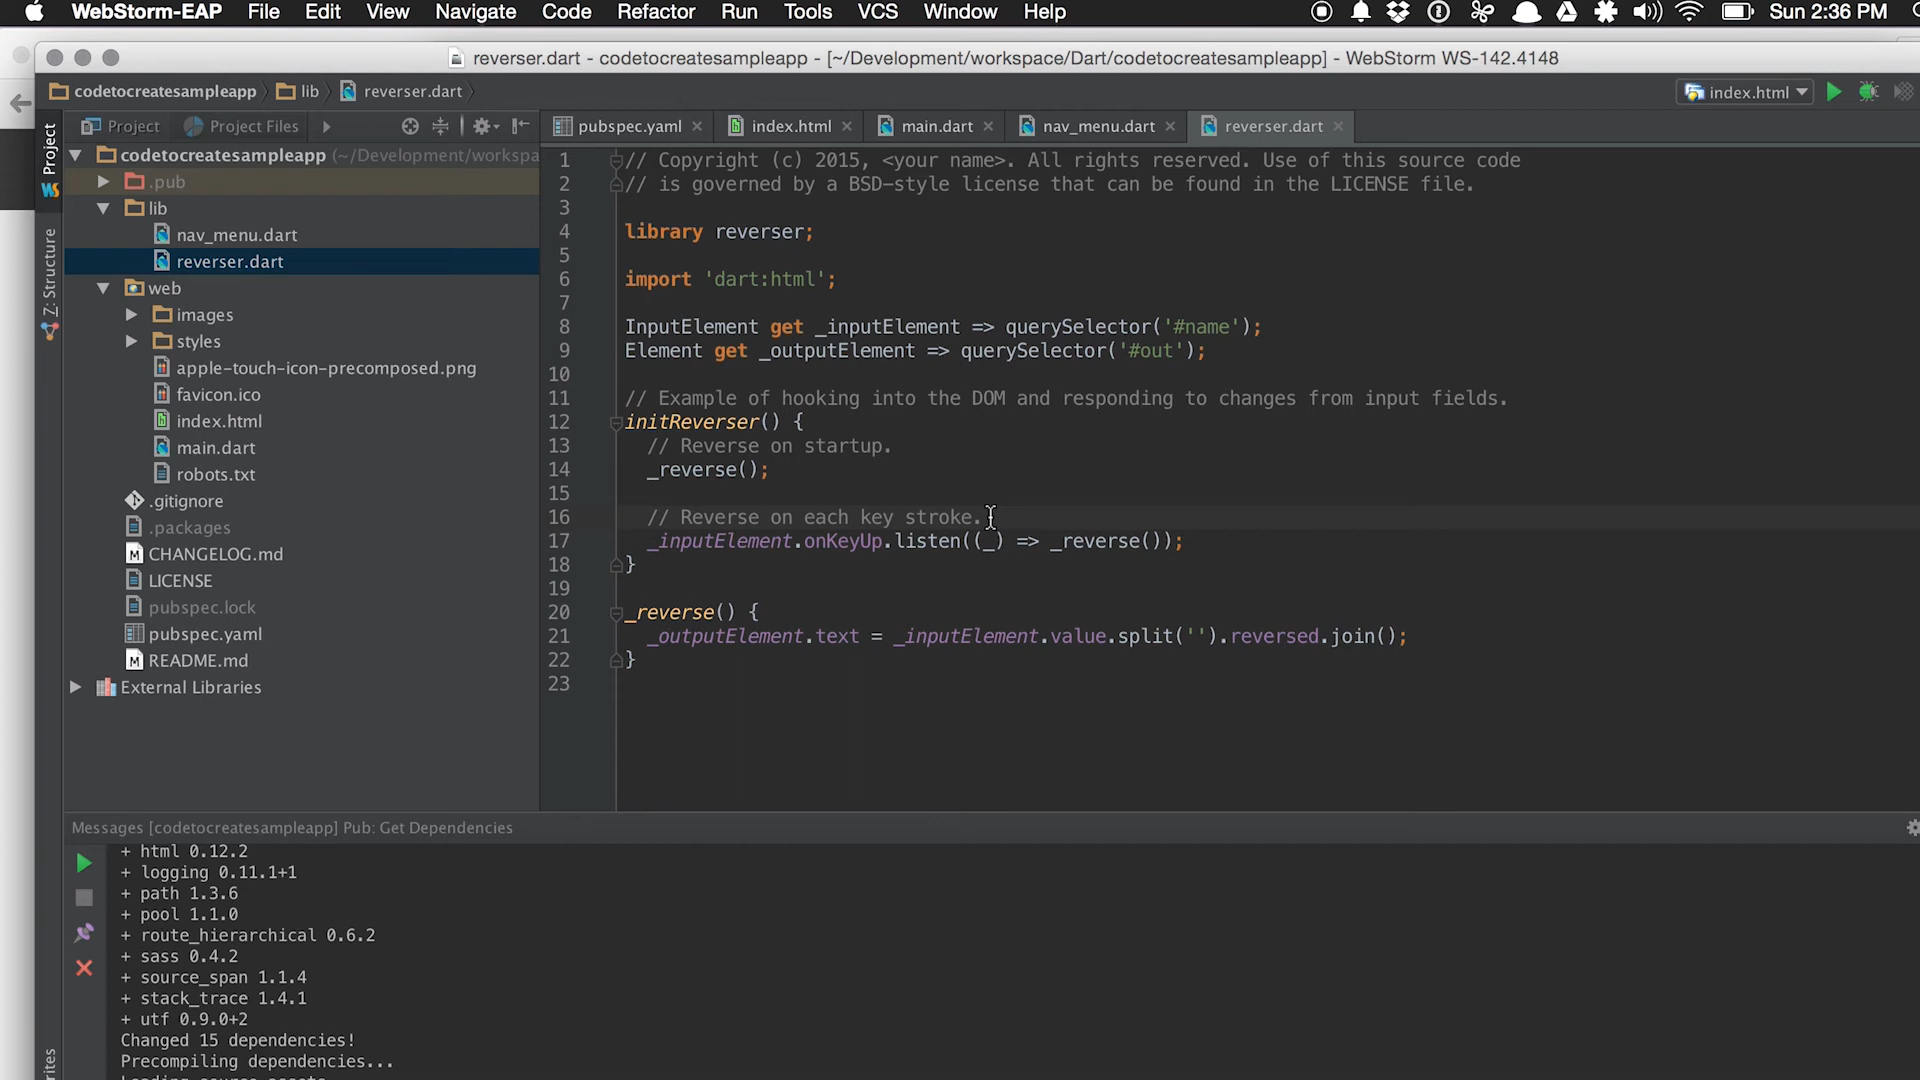 WebStorm-EAP File Edit View Navigate Code Refactor Run Tools VCS Window Help Sun 2:36 PM
reverser.dart - codetocreatesampleapp - [~/Development/workspace/Dart/codetocreatesampleapp] - WebStorm WS-142.4148
codetocreatesampleapp lib reverser.dart index.html
Project Project Files pubspec.yaml index.html main.dart nav_menu.dart reverser.dart
Project
Z: Structure
codetocreatesampleapp (~/Development/workspa
.pub
lib
nav_menu.dart
reverser.dart
web
images
styles
apple-touch-icon-precomposed.png
favicon.ico
index.html
main.dart
robots.txt
.gitignore
.packages
CHANGELOG.md
LICENSE
pubspec.lock
pubspec.yaml
README.md
External Libraries
1 // Copyright (c) 2015, <your name>. All rights reserved. Use of this source code
2 // is governed by a BSD-style license that can be found in the LICENSE file.
3
4 library reverser;
5
6 import 'dart:html';
7
8 InputElement get _inputElement => querySelector('#name');
9 Element get _outputElement => querySelector('#out');
10
11 // Example of hooking into the DOM and responding to changes from input fields.
12 initReverser() {
13 // Reverse on startup.
14 _reverse();
15
16 // Reverse on each key stroke.
17 _inputElement.onKeyUp.listen((_) => _reverse());
18 }
19
20 _reverse() {
21 _outputElement.text = _inputElement.value.split('').reversed.join();
22 }
23
Messages [codetocreatesampleapp] Pub: Get Dependencies
+ html 0.12.2
+ logging 0.11.1+1
+ path 1.3.6
+ pool 1.1.0
+ route_hierarchical 0.6.2
+ sass 0.4.2
+ source_span 1.1.4
+ stack_trace 1.4.1
+ utf 0.9.0+2
Changed 15 dependencies!
Precompiling dependencies...
Loading source assets
rites